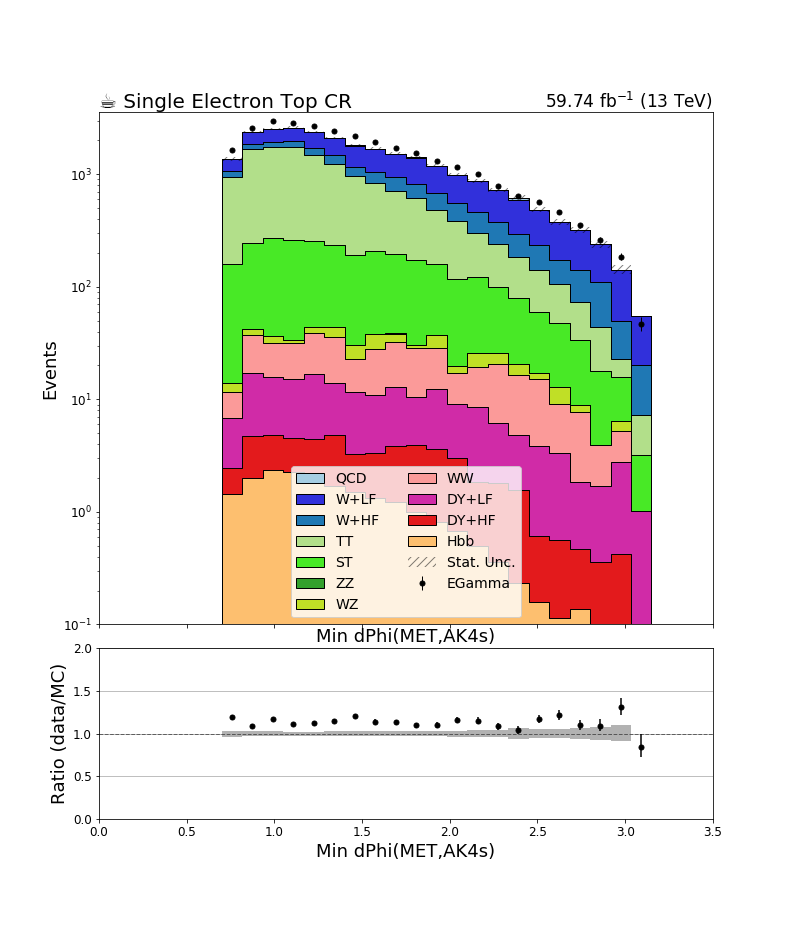 ☕ Single Electron Top CR 59.74 fb⁻¹ (13 TeV)
Events
10³
10²
10¹
10⁰
10⁻¹
QCD
W+LF
W+HF
TT
ST
ZZ
WZ
WW
DY+LF
DY+HF
Hbb
Stat. Unc.
EGamma
Min dPhi(MET,AK4s)
Ratio (data/MC)
2.0
1.5
1.0
0.5
0.0
0.0 0.5 1.0 1.5 2.0 2.5 3.0 3.5
Min dPhi(MET,AK4s)